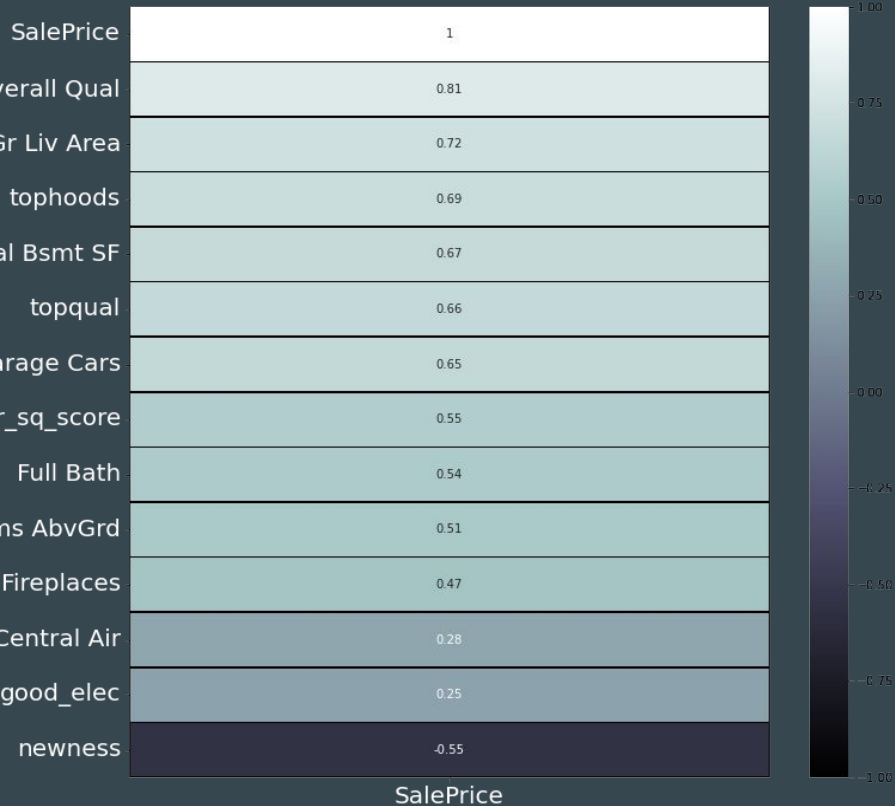 SalePrice 1
verall Qual 0.81
Gr Liv Area 0.72
tophoods 0.69
al Bsmt SF 0.67
topqual 0.66
arage Cars 0.65
r_sq_score 0.55
Full Bath 0.54
ms AbvGrd 0.51
Fireplaces 0.47
Central Air 0.28
good_elec 0.25
newness -0.55
SalePrice
1.00
0.75
0.50
0.25
0.00
−0.25
−0.50
−0.75
−1.00